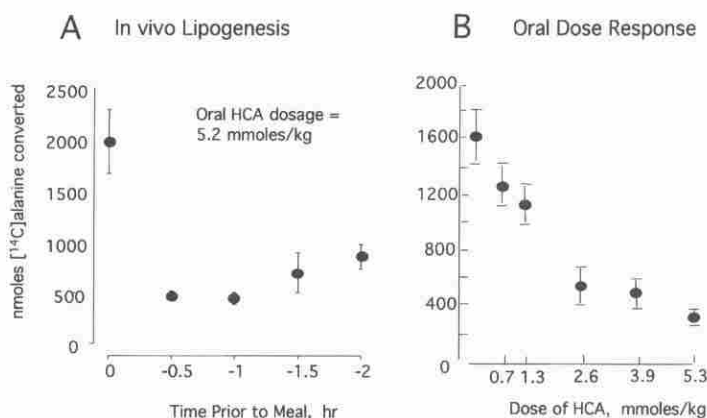 A In vivo Lipogenesis
nmoles [¹⁴C]alanine converted
2500
2000
1500
1000
500
0
Oral HCA dosage =
5.2 mmoles/kg
0 -0.5 -1 -1.5 -2
Time Prior to Meal, hr
B Oral Dose Response
2000
1600
1200
800
400
0
0.7 1.3 2.6 3.9 5.3
Dose of HCA, mmoles/kg